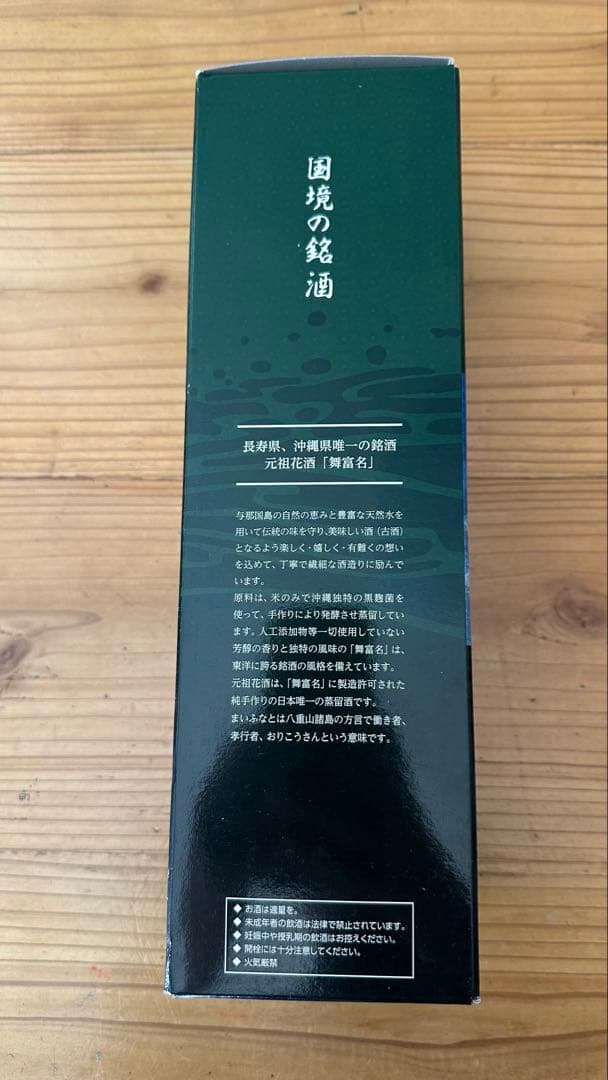 国境の銘酒
長寿県、沖縄県唯一の銘酒
元祖花酒「舞富名」
与那国島の自然の恵みと豊富な天然水を
用いて伝統の味を守り、美味しい酒（古酒）
となるよう楽しく・嬉しく・有難くの想い
を込めて、丁寧で繊細な酒造りに励んで
います。
原料は、米のみで沖縄独特の黒麹菌を
使って、手作りにより発酵させ蒸留してい
ます。人工添加物等一切使用していない
芳醇の香りと独特の風味の「舞富名」は、
東洋に誇る銘酒の風格を備えています。
元祖花酒は、「舞富名」に製造許可された
純手作りの日本唯一の蒸留酒です。
まいふなとは八重山諸島の方言で働き者、
孝行者、おりこうさんという意味です。
◆ お酒は適量を。
◆ 未成年者の飲酒は法律で禁止されています。
◆ 妊娠中や授乳期の飲酒はお控えください。
◆ 開栓には十分注意してください。
◆ 火気厳禁